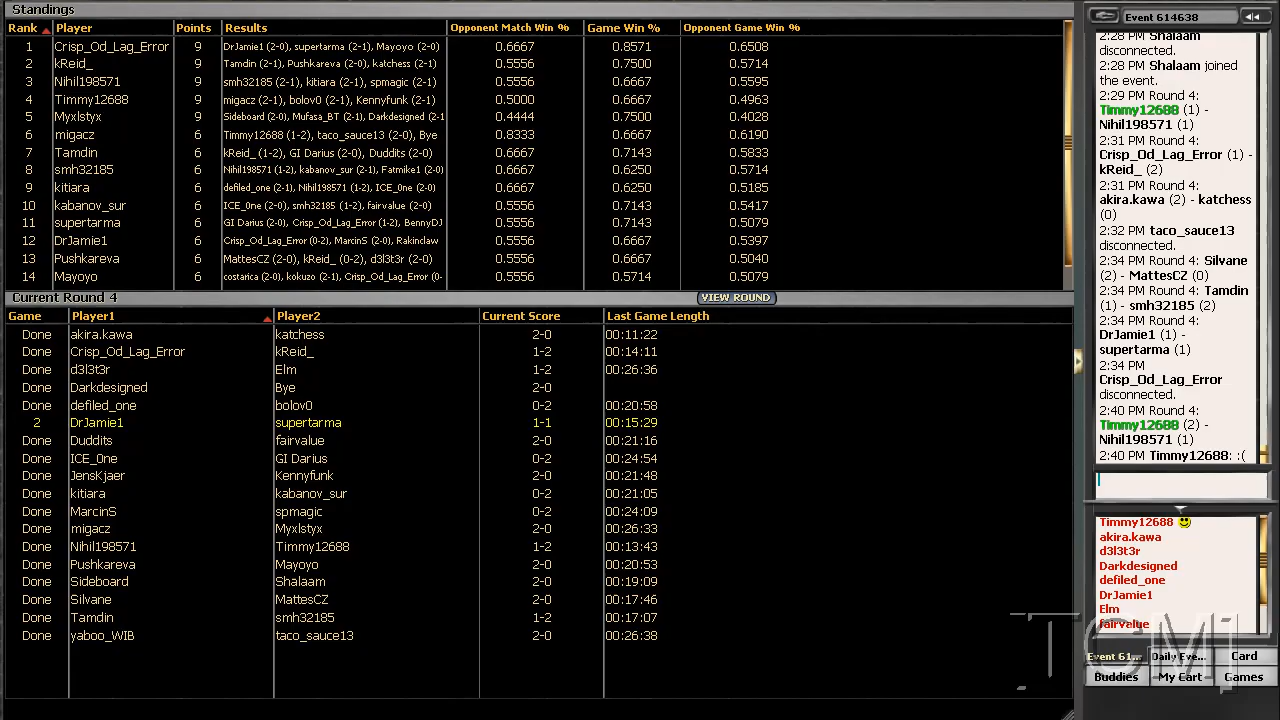 Standings
Rank Player Points Results Opponent Match Win % Game Win % Opponent Game Win %
1 Crisp_Od_Lag_Error 9 DrJamie1 (2-0), supertarma (2-1), Mayoyo (2-0) 0.6667 0.8571 0.6508
2 kReid_ 9 Tamdin (2-1), Pushkareva (2-0), katchess (2-1) 0.5556 0.7500 0.5714
3 Nihil198571 9 smh32185 (2-1), kitiara (2-1), spmagic (2-1) 0.5556 0.6667 0.5595
4 Timmy12688 9 migacz (2-1), bolov0 (2-1), Kennyfunk (2-1) 0.5000 0.6667 0.4963
5 Myxlstyx 9 Sideboard (2-0), Mufasa_BT (2-1), Darkdesigned (2-1) 0.4444 0.7500 0.4028
6 migacz 6 Timmy12688 (1-2), taco_sauce13 (2-0), Bye 0.8333 0.6667 0.6190
7 Tamdin 6 kReid_ (1-2), GI Darius (2-0), Duddits (2-0) 0.6667 0.7143 0.5833
8 smh32185 6 Nihil198571 (1-2), kabanov_sur (2-1), Fatmike1 (2-0) 0.6667 0.6250 0.5714
9 kitiara 6 defiled_one (2-1), Nihil198571 (1-2), ICE_0ne (2-0) 0.6667 0.6250 0.5185
10 kabanov_sur 6 ICE_0ne (2-0), smh32185 (1-2), fairvalue (2-0) 0.5556 0.7143 0.5417
11 supertarma 6 GI Darius (2-0), Crisp_Od_Lag_Error (1-2), BennyDJ 0.5556 0.7143 0.5079
12 DrJamie1 6 Crisp_Od_Lag_Error (0-2), MarcinS (2-0), Rakinclaw 0.5556 0.6667 0.5397
13 Pushkareva 6 MattesCZ (2-0), kReid_ (0-2), d3l3t3r (2-0) 0.5556 0.6667 0.5040
14 Mayoyo 6 costarica (2-0), kokuzo (2-1), Crisp_Od_Lag_Error (0- 0.5556 0.5714 0.5079
Current Round 4 VIEW ROUND
Game Player1 Player2 Current Score Last Game Length
Done akira.kawa katchess 2-0 00:11:22
Done Crisp_Od_Lag_Error kReid_ 1-2 00:14:11
Done d3l3t3r Elm 1-2 00:26:36
Done Darkdesigned Bye 2-0
Done defiled_one bolov0 0-2 00:20:58
2 DrJamie1 supertarma 1-1 00:15:29
Done Duddits fairvalue 2-0 00:21:16
Done ICE_0ne GI Darius 0-2 00:24:54
Done JensKjaer Kennyfunk 2-0 00:21:48
Done kitiara kabanov_sur 0-2 00:21:05
Done MarcinS spmagic 0-2 00:24:09
Done migacz Myxlstyx 2-0 00:26:33
Done Nihil198571 Timmy12688 1-2 00:13:43
Done Pushkareva Mayoyo 2-0 00:20:53
Done Sideboard Shalaam 2-0 00:19:09
Done Silvane MattesCZ 2-0 00:17:46
Done Tamdin smh32185 1-2 00:17:07
Done yaboo_WIB taco_sauce13 2-0 00:26:38
Event 614638
2:28 PM Shalaam
disconnected.
2:28 PM Shalaam joined
the event.
2:29 PM Round 4:
Timmy12688 (1) -
Nihil198571 (1)
2:31 PM Round 4:
Crisp_Od_Lag_Error (1) -
kReid_ (2)
2:31 PM Round 4:
akira.kawa (2) - katchess
(0)
2:32 PM taco_sauce13
disconnected.
2:34 PM Round 4: Silvane
(2) - MattesCZ (0)
2:34 PM Round 4: Tamdin
(1) - smh32185 (2)
2:34 PM Round 4:
DrJamie1 (1) -
supertarma (1)
2:34 PM
Crisp_Od_Lag_Error
disconnected.
2:40 PM Round 4:
Timmy12688 (2) -
Nihil198571 (1)
2:40 PM Timmy12688: :(
Timmy12688
akira.kawa
d3l3t3r
Darkdesigned
defiled_one
DrJamie1
Elm
fairvalue
Event 61... Daily Eve... Card
Buddies My Cart Games